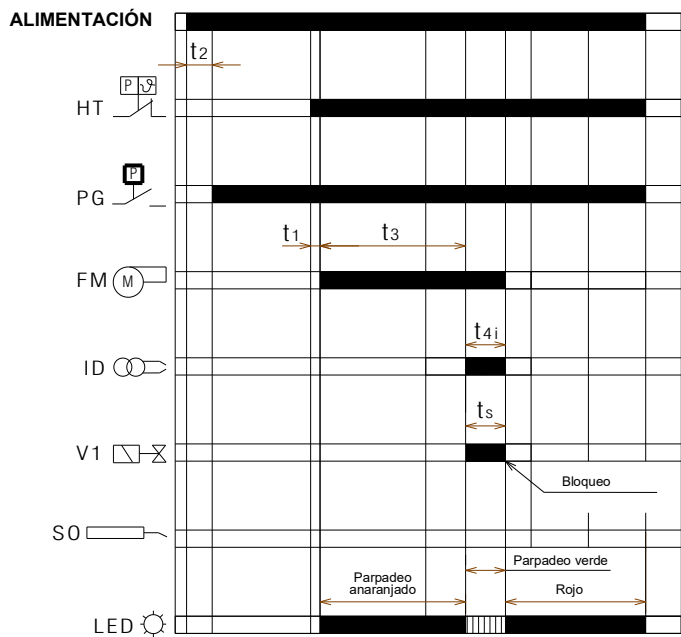 ALIMENTACIÓN
t2
P ϑ
HT
P
PG
t1
t3
FM
M
t4i
ID
ts
V1
Bloqueo
SO
Parpadeo verde
Parpadeo
anaranjado
Rojo
LED